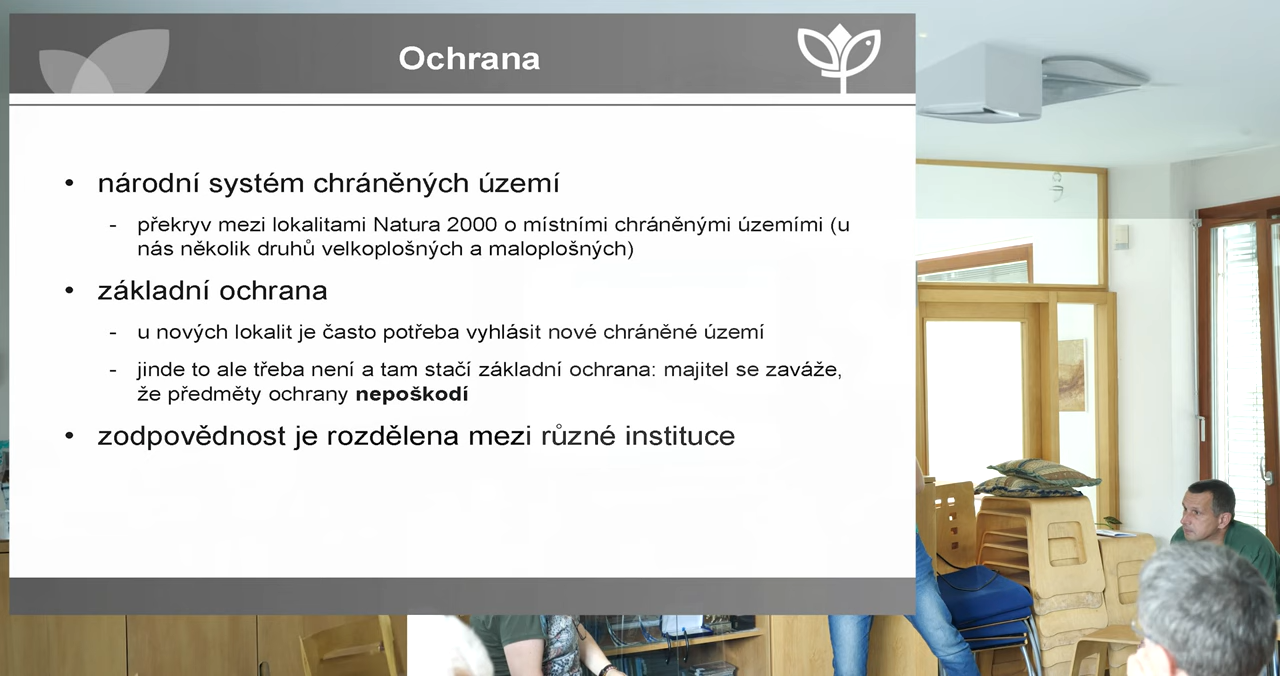 Ochrana
• národní systém chráněných území
- překryv mezi lokalitami Natura 2000 o místními chráněnými územími (u
nás několik druhů velkoplošných a maloplošných)
• základní ochrana
- u nových lokalit je často potřeba vyhlásit nové chráněné území
- jinde to ale třeba není a tam stačí základní ochrana: majitel se zaváže,
že předměty ochrany nepoškodí
• zodpovědnost je rozdělena mezi různé instituce